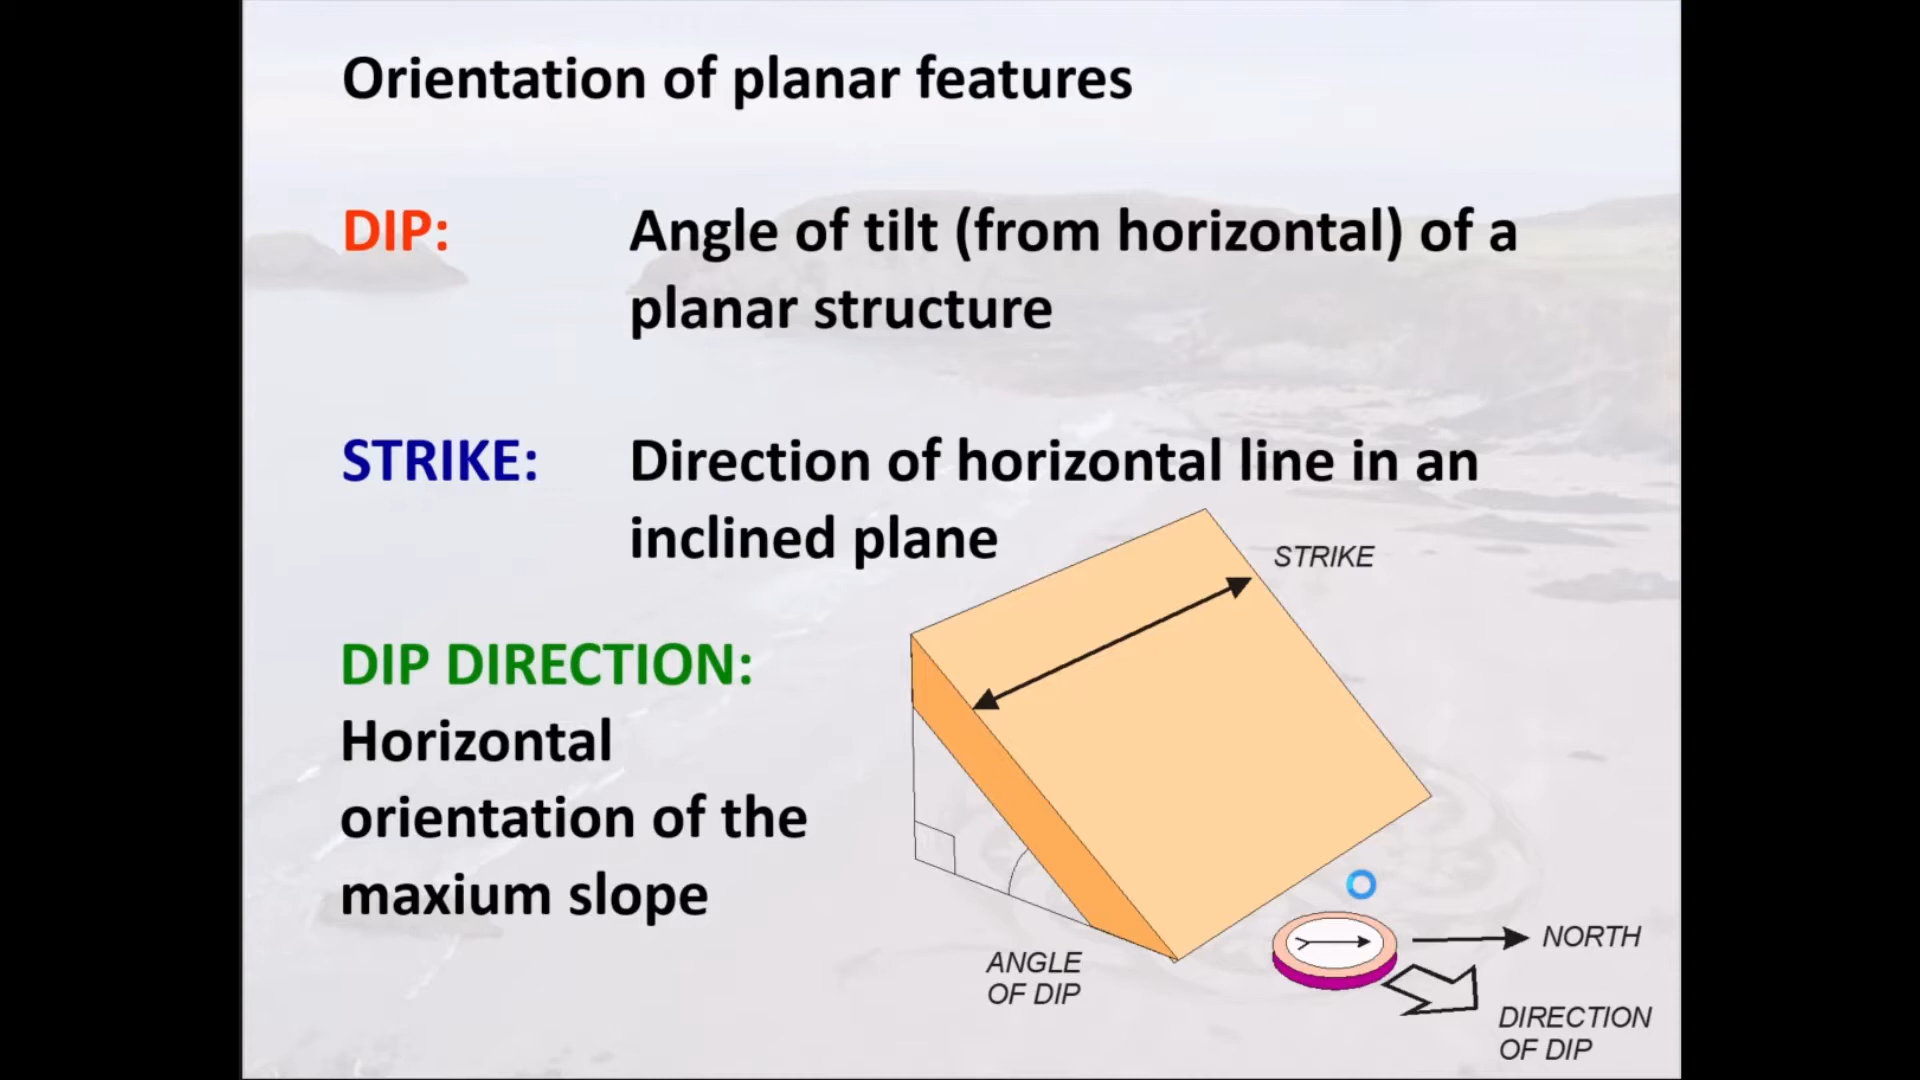 Orientation of planar features
DIP: Angle of tilt (from horizontal) of a
planar structure
STRIKE: Direction of horizontal line in an
inclined plane
STRIKE
DIP DIRECTION:
Horizontal
orientation of the
maxium slope
ANGLE
OF DIP
NORTH
DIRECTION
OF DIP